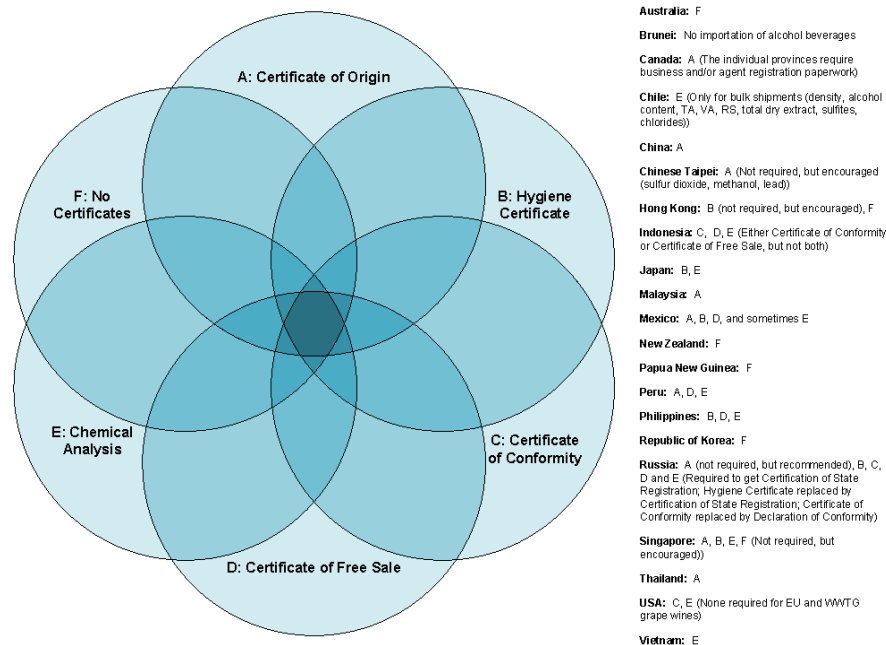 A: Certificate of Origin
F: No
Certificates
B: Hygiene
Certificate
E: Chemical
Analysis
C: Certificate
of Conformity
D: Certificate of Free Sale
Australia: F
Brunei: No importation of alcohol beverages
Canada: A (The individual provinces require
business and/or agent registration paperwork)
Chile: E (Only for bulk shipments (density, alcohol
content, TA, VA, RS, total dry extract, sulfites,
chlorides))
China: A
Chinese Taipei: A (Not required, but encouraged
(sulfur dioxide, methanol, lead))
Hong Kong: B (not required, but encouraged), F
Indonesia: C, D, E (Either Certificate of Conformity
or Certificate of Free Sale, but not both)
Japan: B, E
Malaysia: A
Mexico: A, B, D, and sometimes E
New Zealand: F
Papua New Guinea: F
Peru: A, D, E
Philippines: B, D, E
Republic of Korea: F
Russia: A (not required, but recommended), B, C,
D and E (Required to get Certification of State
Registration; Hygiene Certificate replaced by
Certification of State Registration; Certificate of
Conformity replaced by Declaration of Conformity)
Singapore: A, B, E, F (Not required, but
encouraged))
Thailand: A
USA: C, E (None required for EU and WWTG
grape wines)
Vietnam: E